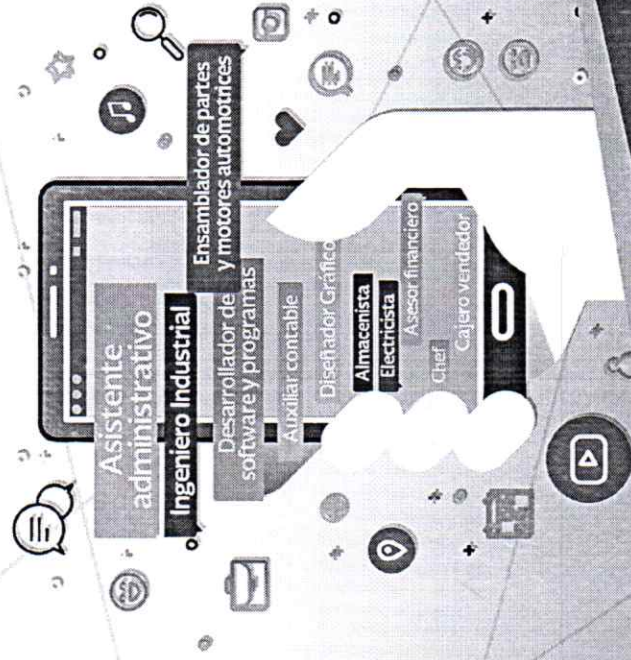 Asistente
administrativo
Ingeniero Industrial
Ensamblador de partes
y motores automotrices
Desarrollador de
software y programas
Auxiliar contable
Diseñador Gráfico
Almacenista
Electricista
Asesor financiero
Chef
Cajero vendedor